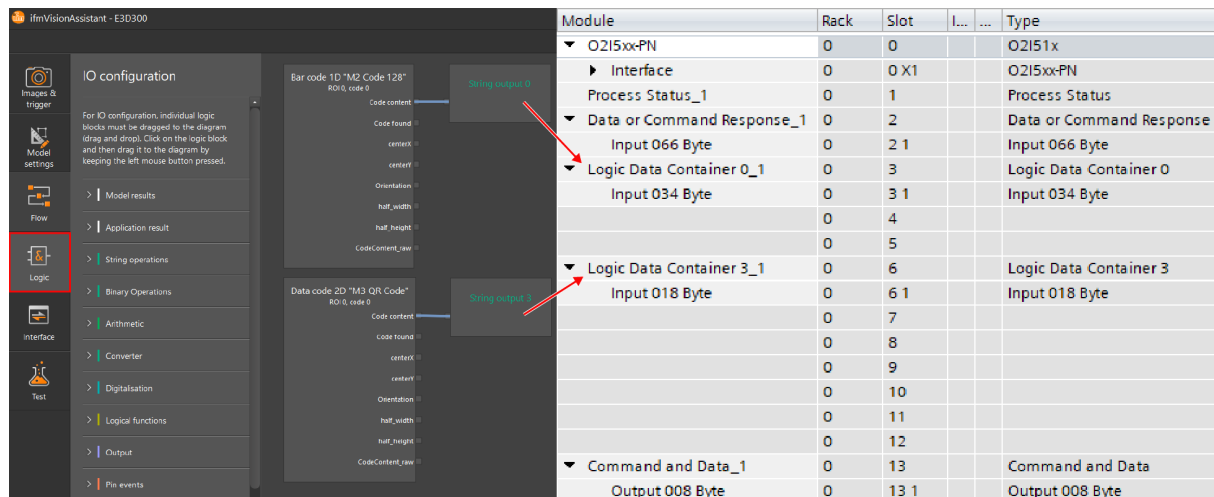 ifmVisionAssistant - E3D300
Images &
trigger
Model
settings
Flow
Logic
Interface
Test
IO configuration
For IO configuration, individual logic
blocks must be dragged to the diagram
(drag and drop). Click on the logic block
and then drag it to the diagram by
keeping the left mouse button pressed.
> Model results
> Application result
> String operations
> Binary Operations
> Arithmetic
> Converter
> Digitalisation
> Logical functions
> Output
> Pin events
Bar code 1D "M2 Code 128"
ROI 0, code 0
Code content
Code found
centerX
centerY
Orientation
half_width
half_height
CodeContent_raw
String output 0
Data code 2D "M3 QR Code"
ROI 0, code 0
Code content
Code found
centerX
centerY
Orientation
half_width
half_height
CodeContent_raw
String output 3
Module Rack Slot I... ... Type
O2I5xx-PN 0 0 O2I51x
Interface 0 0 X1 O2I5xx-PN
Process Status_1 0 1 Process Status
Data or Command Response_1 0 2 Data or Command Response
Input 066 Byte 0 2 1 Input 066 Byte
Logic Data Container 0_1 0 3 Logic Data Container 0
Input 034 Byte 0 3 1 Input 034 Byte
0 4
0 5
Logic Data Container 3_1 0 6 Logic Data Container 3
Input 018 Byte 0 6 1 Input 018 Byte
0 7
0 8
0 9
0 10
0 11
0 12
Command and Data_1 0 13 Command and Data
Output 008 Byte 0 13 1 Output 008 Byte